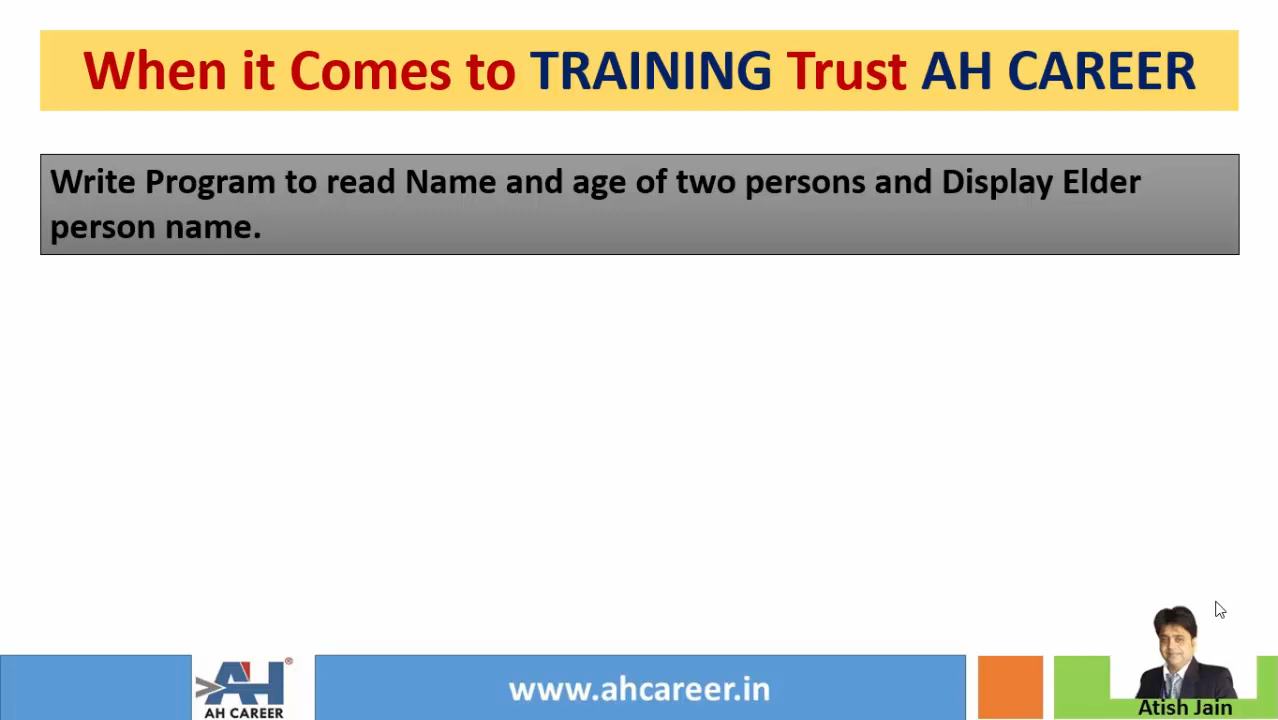 When it Comes to TRAINING Trust AH CAREER
Write Program to read Name and age of two persons and Display Elder
person name.
AH
AH CAREER
www.ahcareer.in
Atish Jain